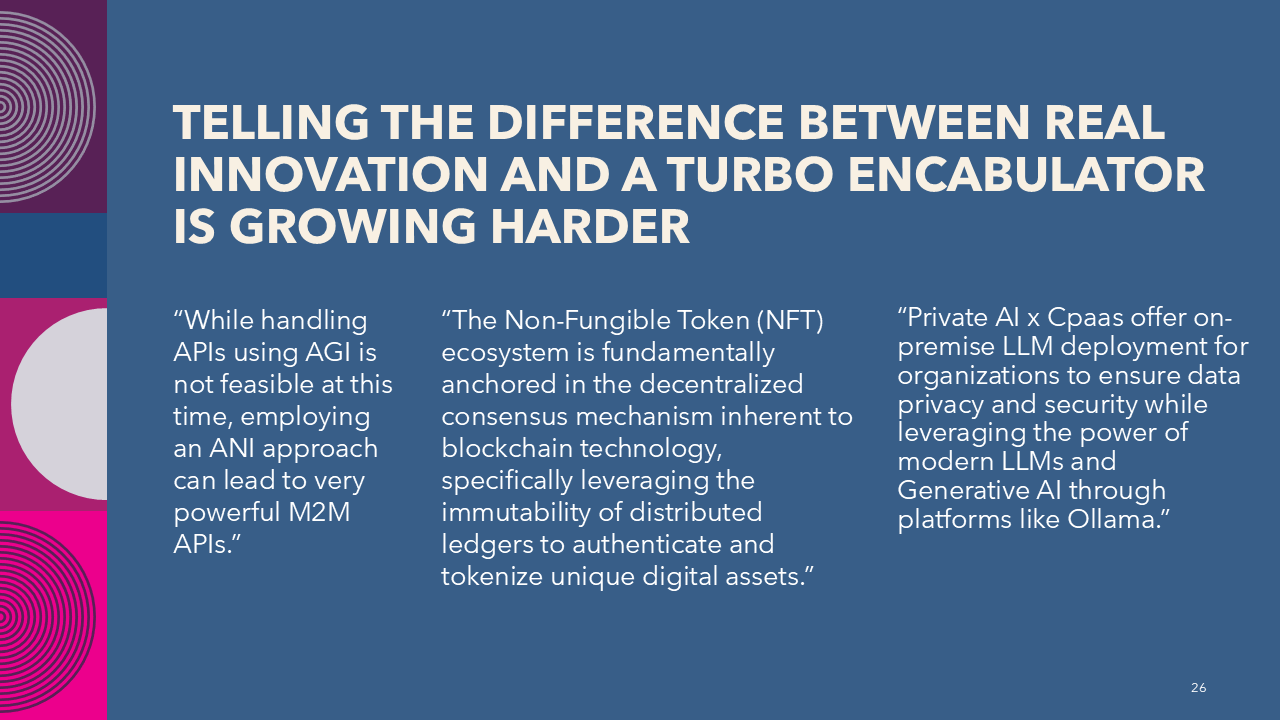 TELLING THE DIFFERENCE BETWEEN REAL
INNOVATION AND A TURBO ENCABULATOR
IS GROWING HARDER
“While handling
APIs using AGI is
not feasible at this
time, employing
an ANI approach
can lead to very
powerful M2M
APIs.”
“The Non-Fungible Token (NFT)
ecosystem is fundamentally
anchored in the decentralized
consensus mechanism inherent to
blockchain technology,
specifically leveraging the
immutability of distributed
ledgers to authenticate and
tokenize unique digital assets.”
“Private AI x Cpaas offer on-
premise LLM deployment for
organizations to ensure data
privacy and security while
leveraging the power of
modern LLMs and
Generative AI through
platforms like Ollama.”
26